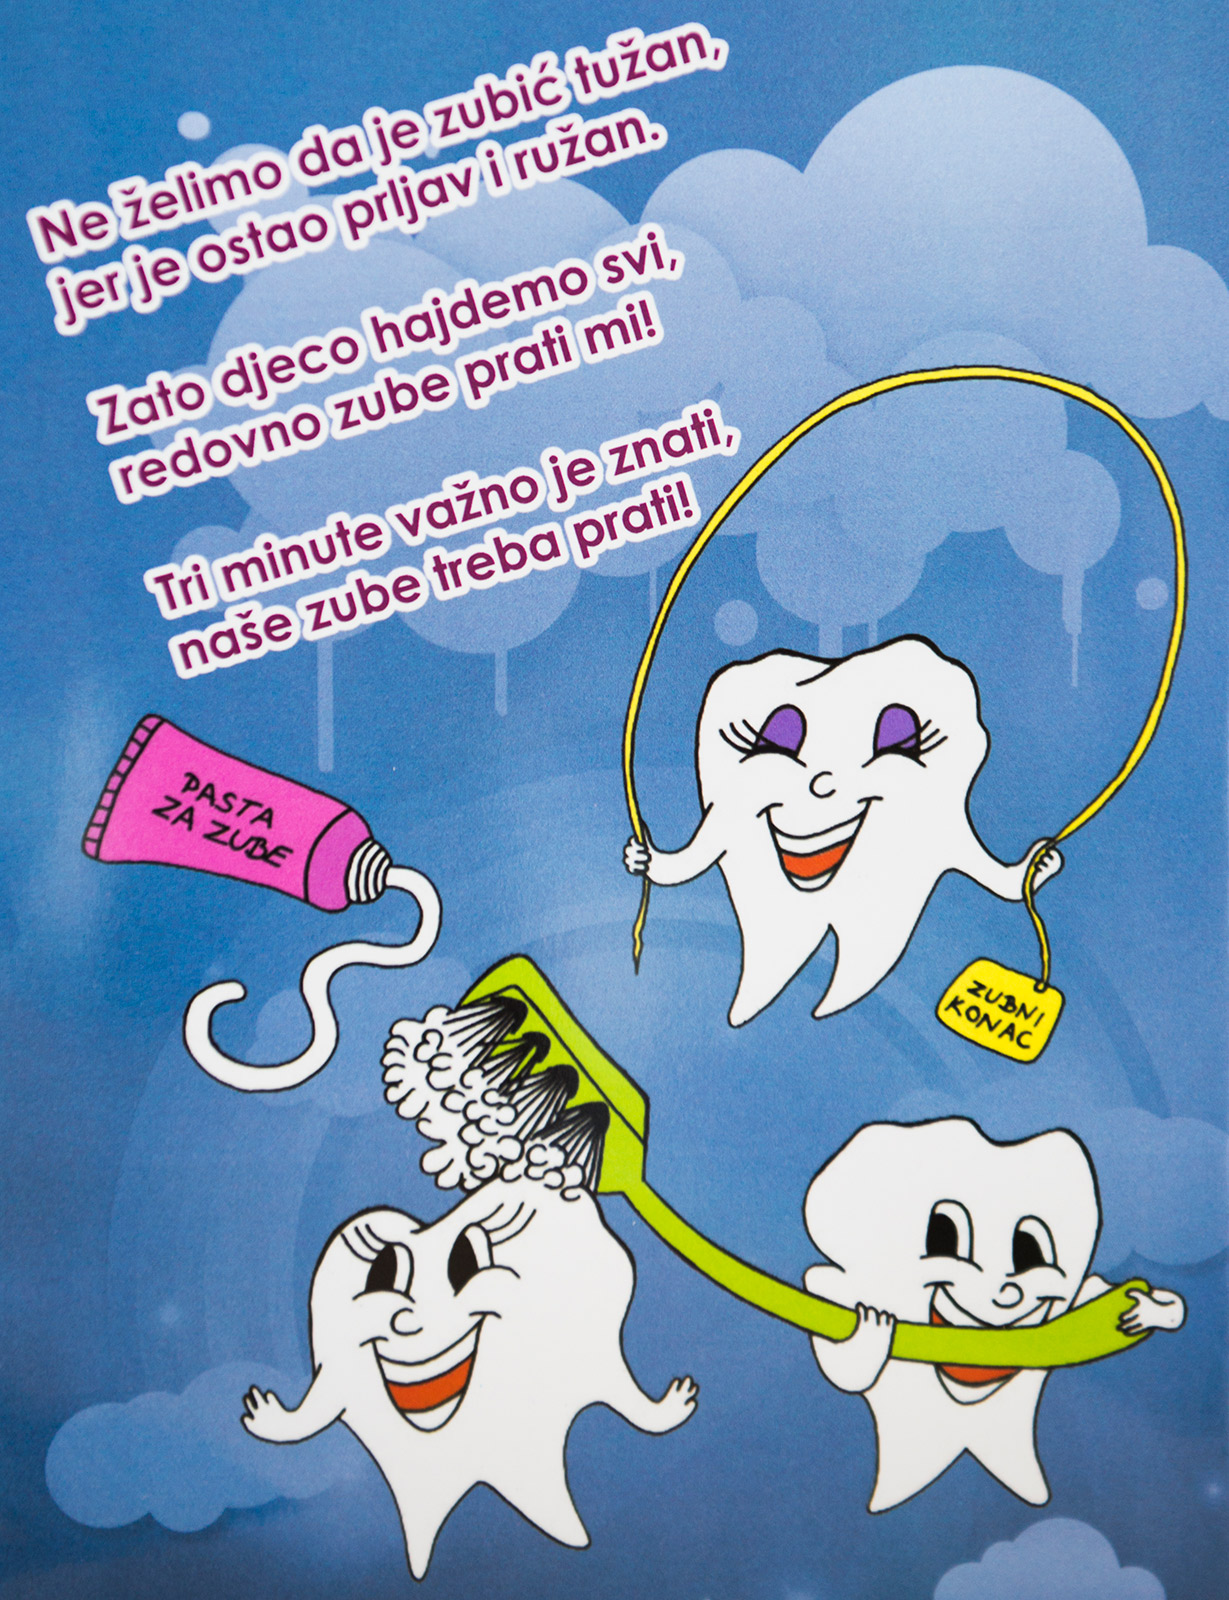 Ne želimo da je zubić tužan,
jer je ostao prljav i ružan.
Zato djeco hajdemo svi,
redovno zube prati mi!
Tri minute važno je znati,
naše zube treba prati!
PASTA
ZA ZUBE
ZUBNI
KONAC